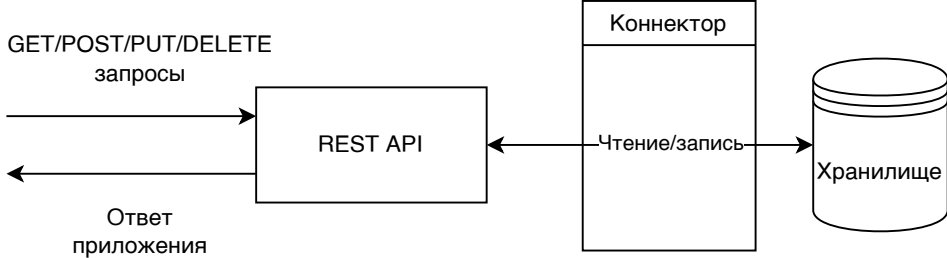 GET/POST/PUT/DELETE
запросы
REST API
Ответ
приложения
Коннектор
Чтение/запись
Хранилище